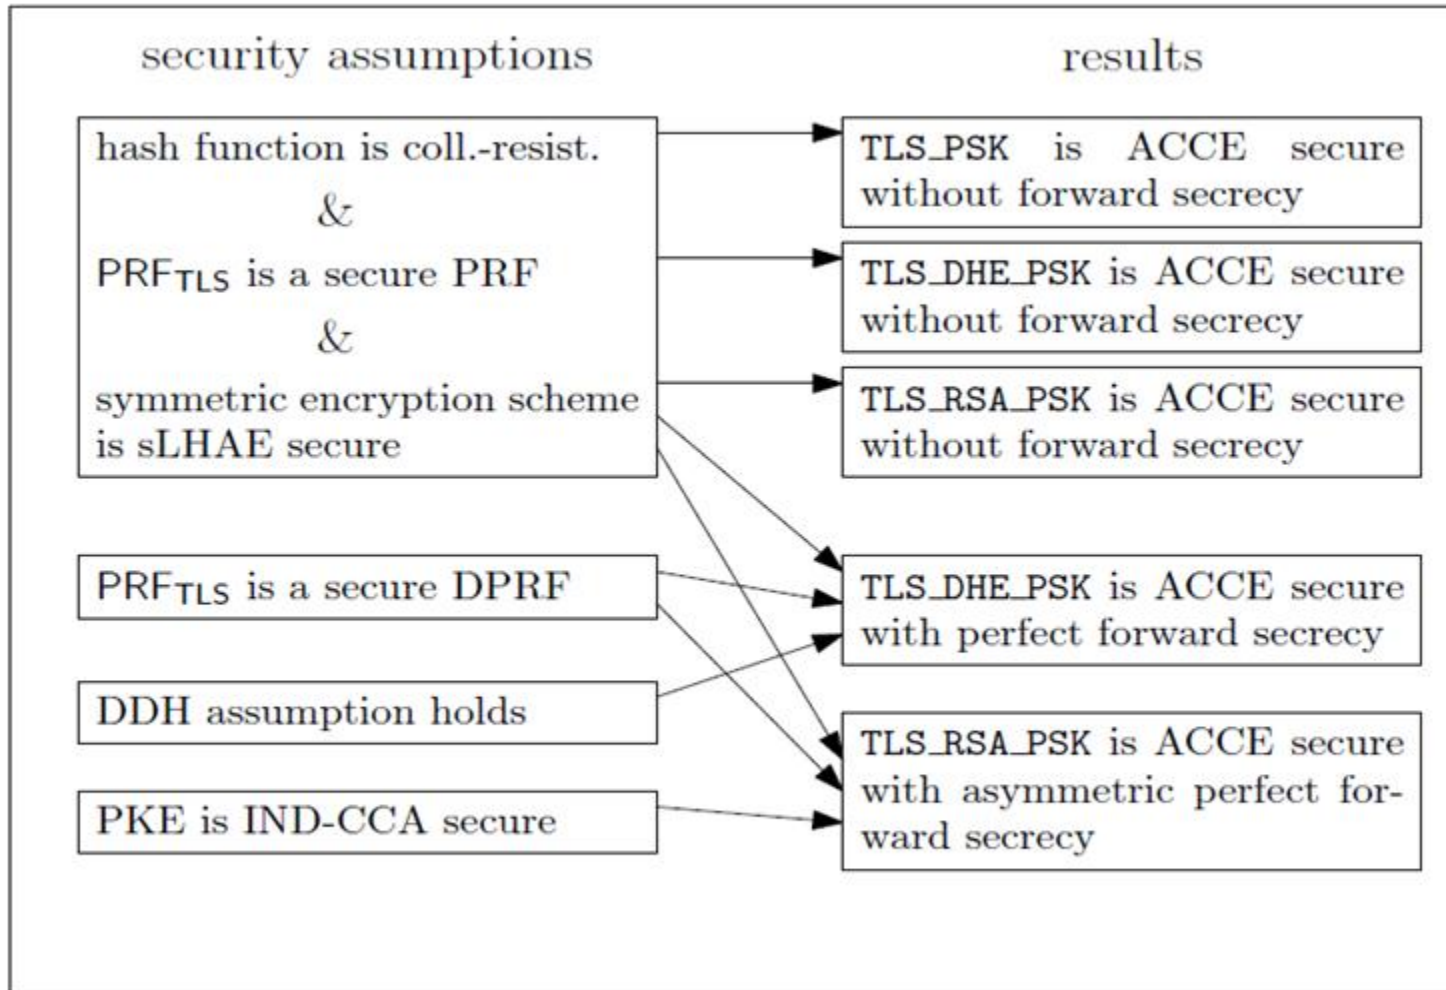 security assumptions
results
hash function is coll.-resist.
&
PRF_TLS is a secure PRF
&
symmetric encryption scheme
is sLHAE secure
PRF_TLS is a secure DPRF
DDH assumption holds
PKE is IND-CCA secure
TLS_PSK is ACCE secure
without forward secrecy
TLS_DHE_PSK is ACCE secure
without forward secrecy
TLS_RSA_PSK is ACCE secure
without forward secrecy
TLS_DHE_PSK is ACCE secure
with perfect forward secrecy
TLS_RSA_PSK is ACCE secure
with asymmetric perfect for-
ward secrecy